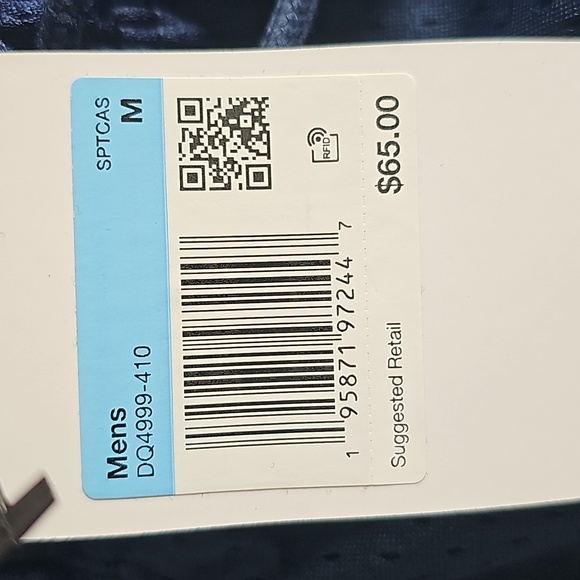 Mens
SPTCAS
DQ4999-410
M
RFID
1 95871 97244 7
Suggested Retail
$65.00